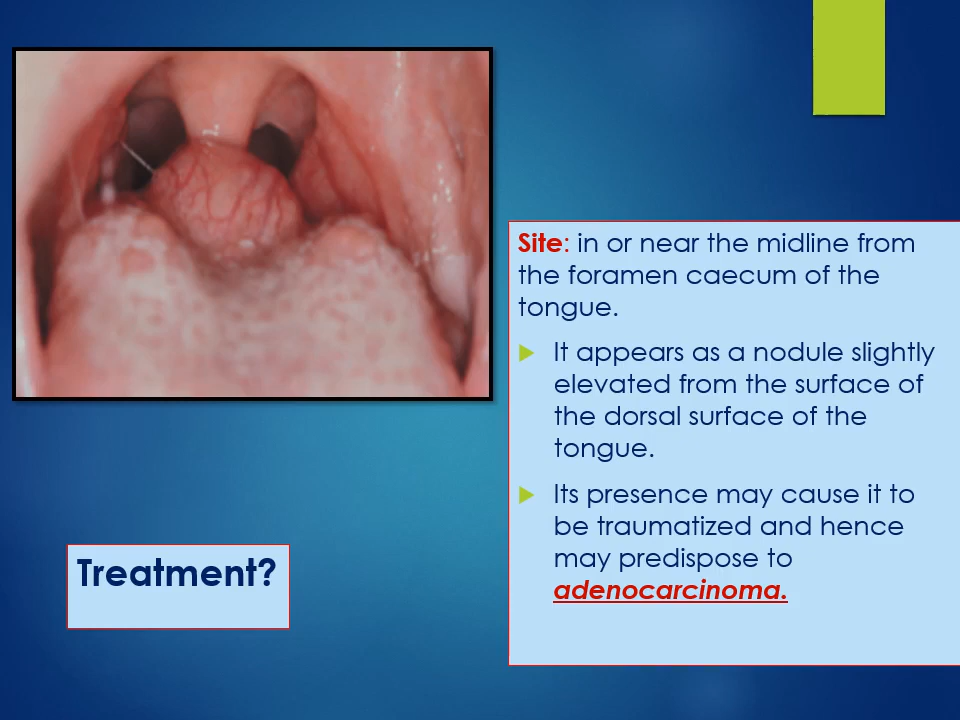 Site: in or near the midline from
the foramen caecum of the
tongue.
It appears as a nodule slightly
elevated from the surface of
the dorsal surface of the
tongue.
Its presence may cause it to
be traumatized and hence
may predispose to
adenocarcinoma.
Treatment?